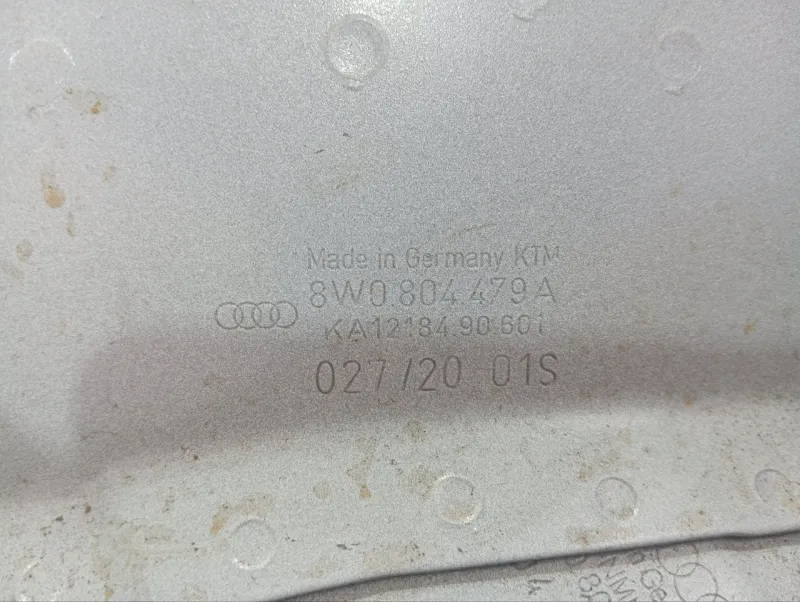 Made in Germany KTM
8W0 804 479 A
KA12184 90 601
027/20 01S